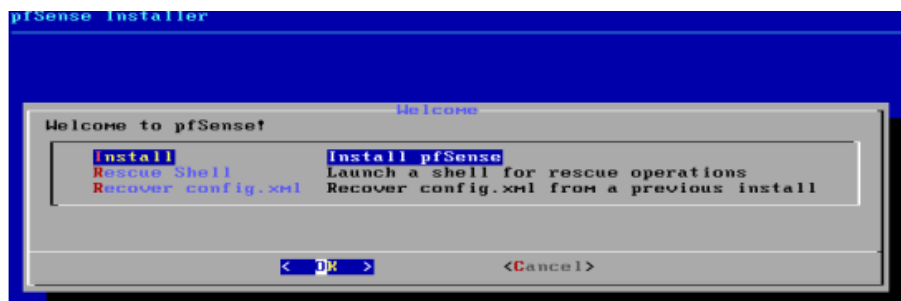 pfSense Installer
Welcome
Welcome to pfSense!
Install Install pfSense
Rescue Shell Launch a shell for rescue operations
Recover config.xml Recover config.xml from a previous install
< OK > <Cancel>